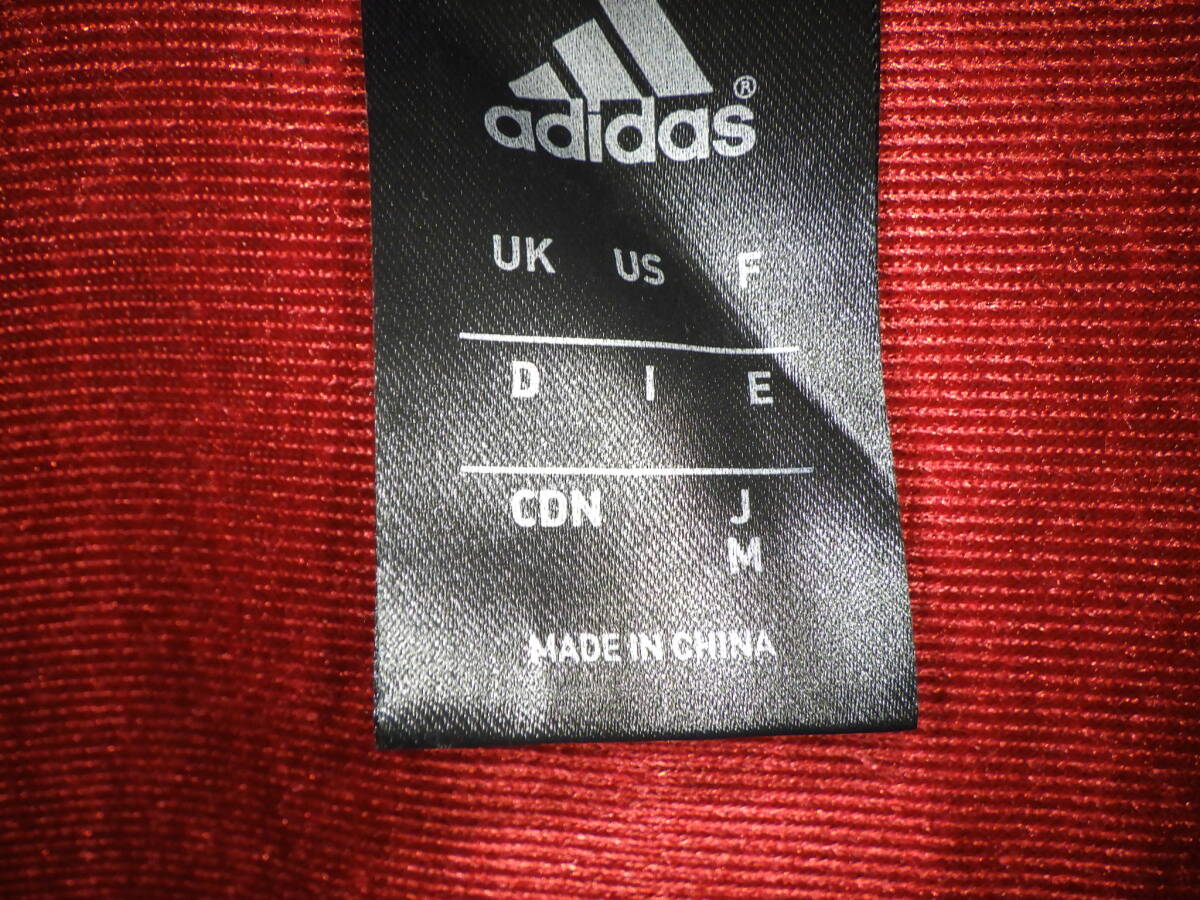 adidas®
UK US F
D I E
CDN J
M
MADE IN CHINA